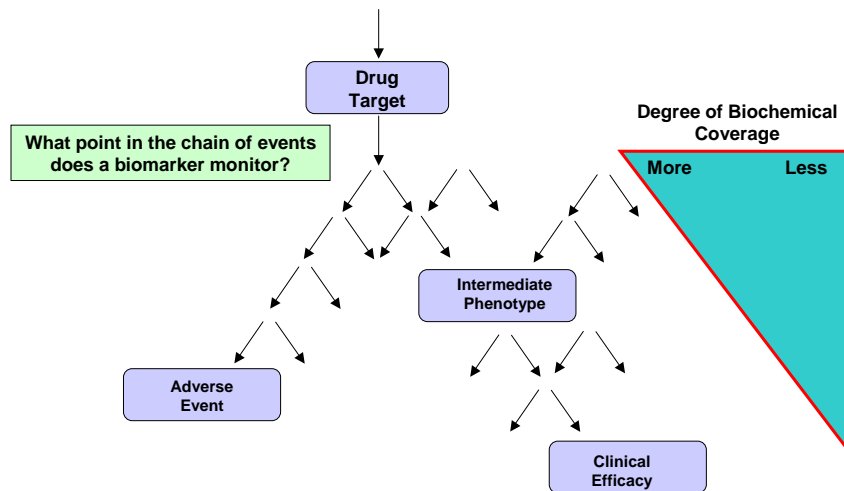 Drug
Target
What point in the chain of events
does a biomarker monitor?
Degree of Biochemical
Coverage
More Less
Intermediate
Phenotype
Adverse
Event
Clinical
Efficacy